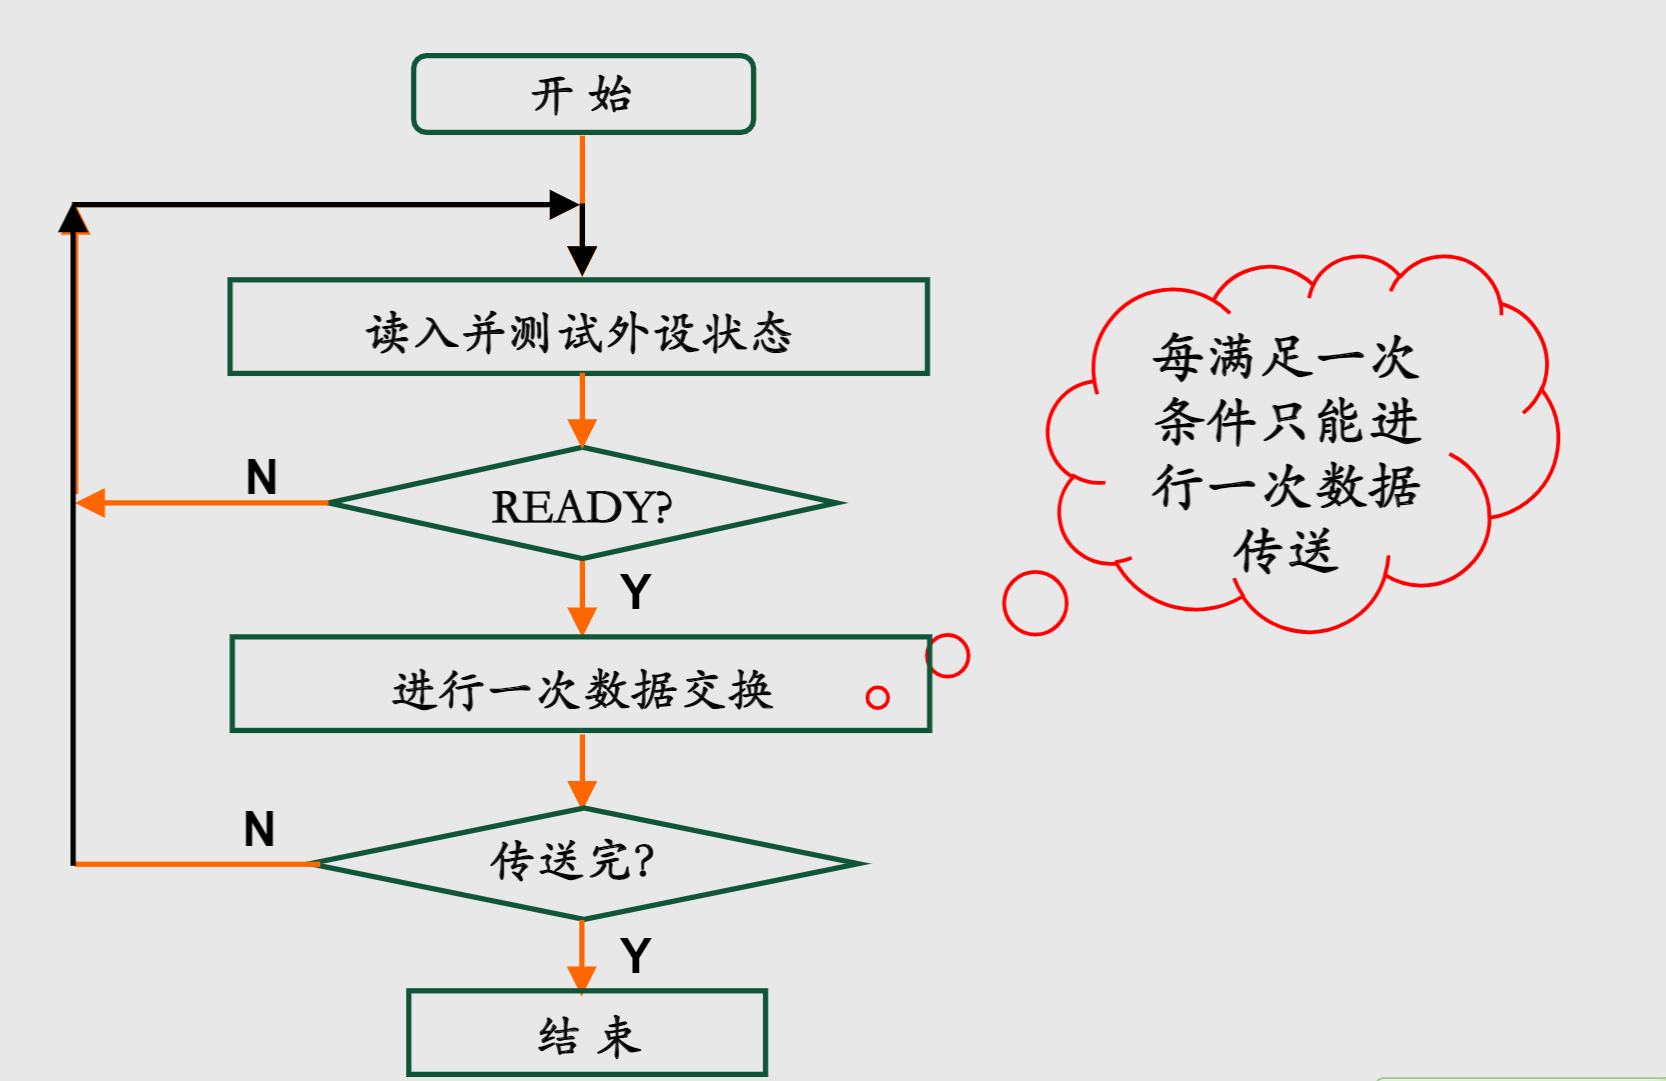 开 始
读入并测试外设状态
N
READY?
Y
进行一次数据交换
N
传送完?
Y
结 束
每满足一次
条件只能进
行一次数据
传送